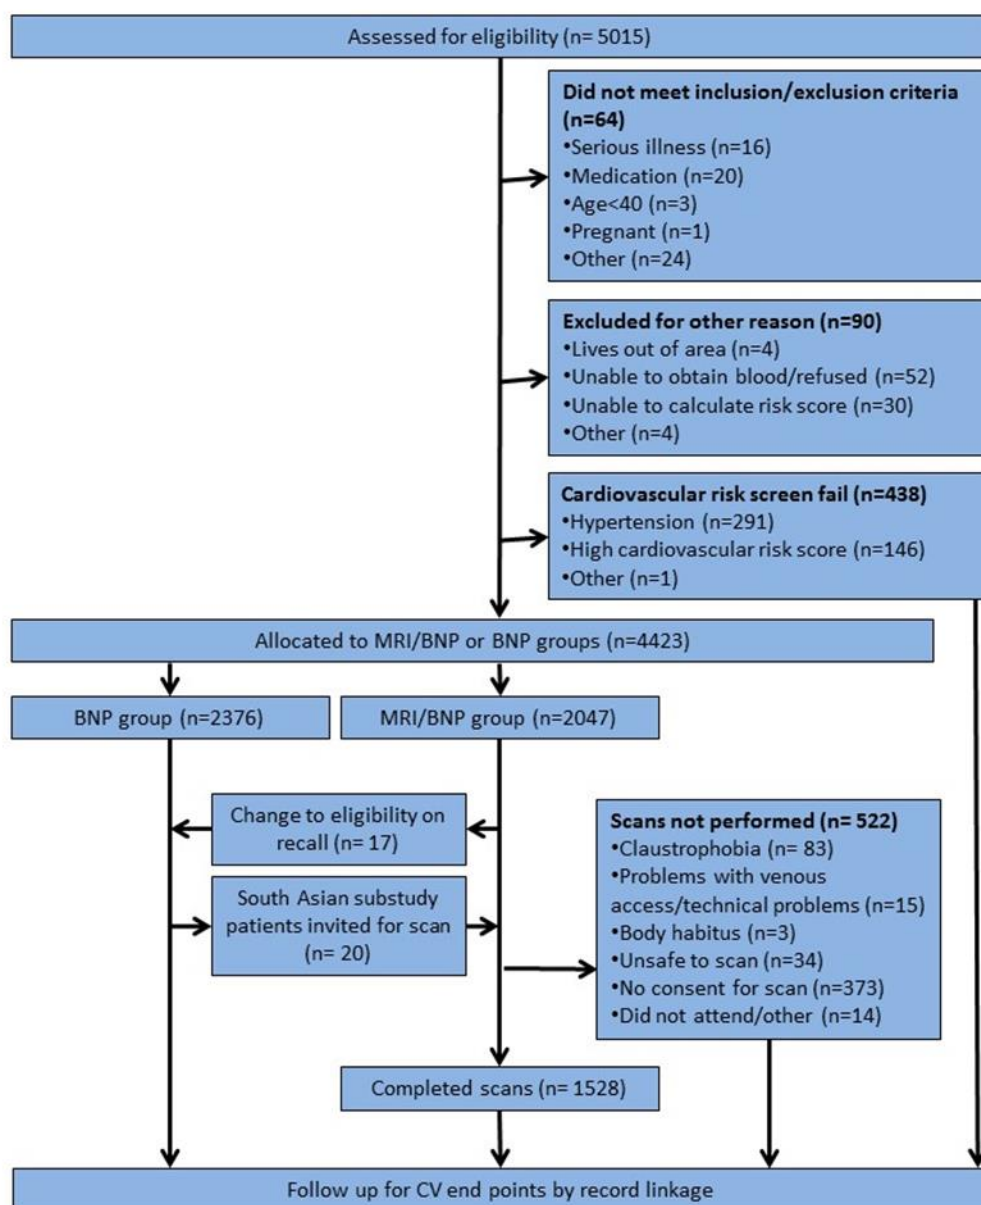 Assessed for eligibility (n= 5015)
Did not meet inclusion/exclusion criteria
(n=64)
•Serious illness (n=16)
•Medication (n=20)
•Age<40 (n=3)
•Pregnant (n=1)
•Other (n=24)
Excluded for other reason (n=90)
•Lives out of area (n=4)
•Unable to obtain blood/refused (n=52)
•Unable to calculate risk score (n=30)
•Other (n=4)
Cardiovascular risk screen fail (n=438)
•Hypertension (n=291)
•High cardiovascular risk score (n=146)
•Other (n=1)
Allocated to MRI/BNP or BNP groups (n=4423)
BNP group (n=2376)
MRI/BNP group (n=2047)
Change to eligibility on
recall (n= 17)
South Asian substudy
patients invited for scan
(n= 20)
Scans not performed (n= 522)
•Claustrophobia (n= 83)
•Problems with venous
access/technical problems (n=15)
•Body habitus (n=3)
•Unsafe to scan (n=34)
•No consent for scan (n=373)
•Did not attend/other (n=14)
Completed scans (n= 1528)
Follow up for CV end points by record linkage